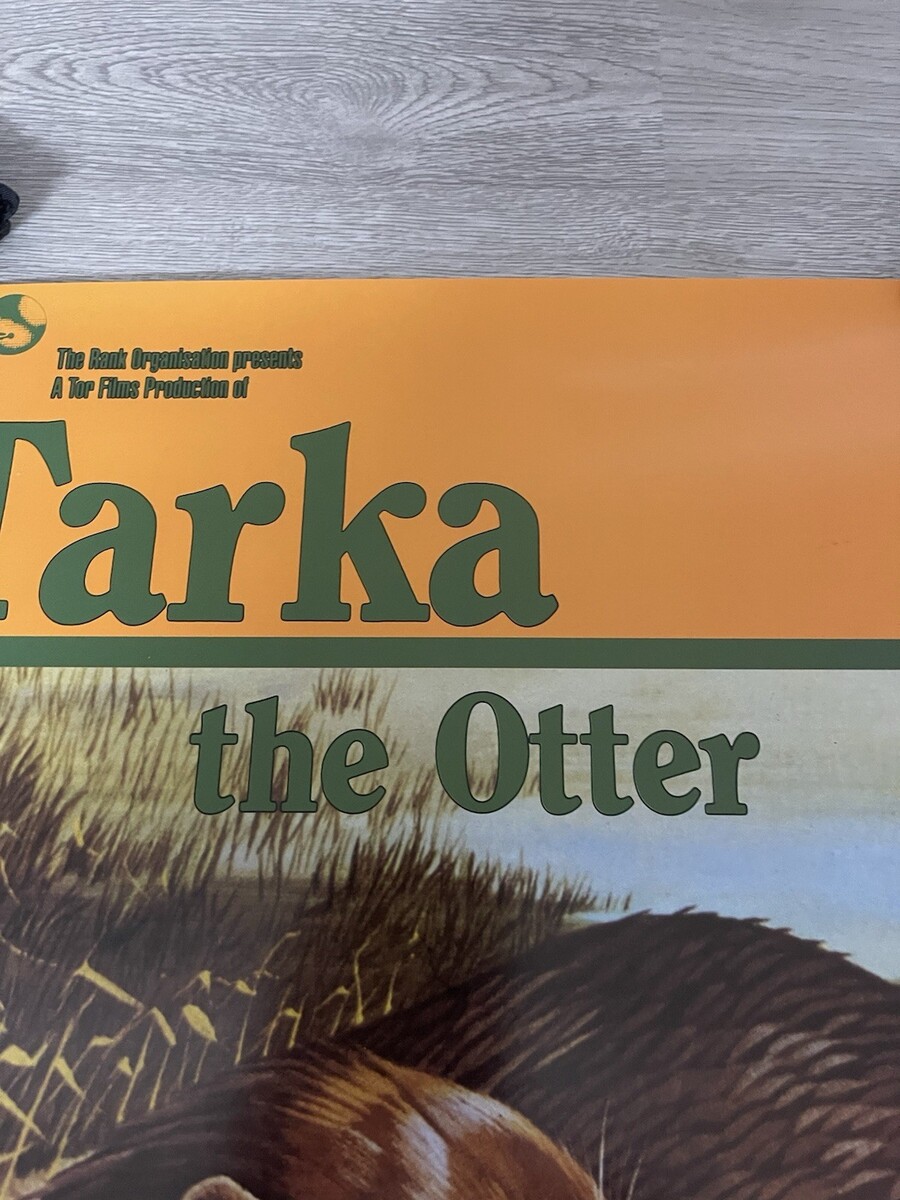 The Rank Organisation presents
A Tor Films Production of
Tarka
the Otter